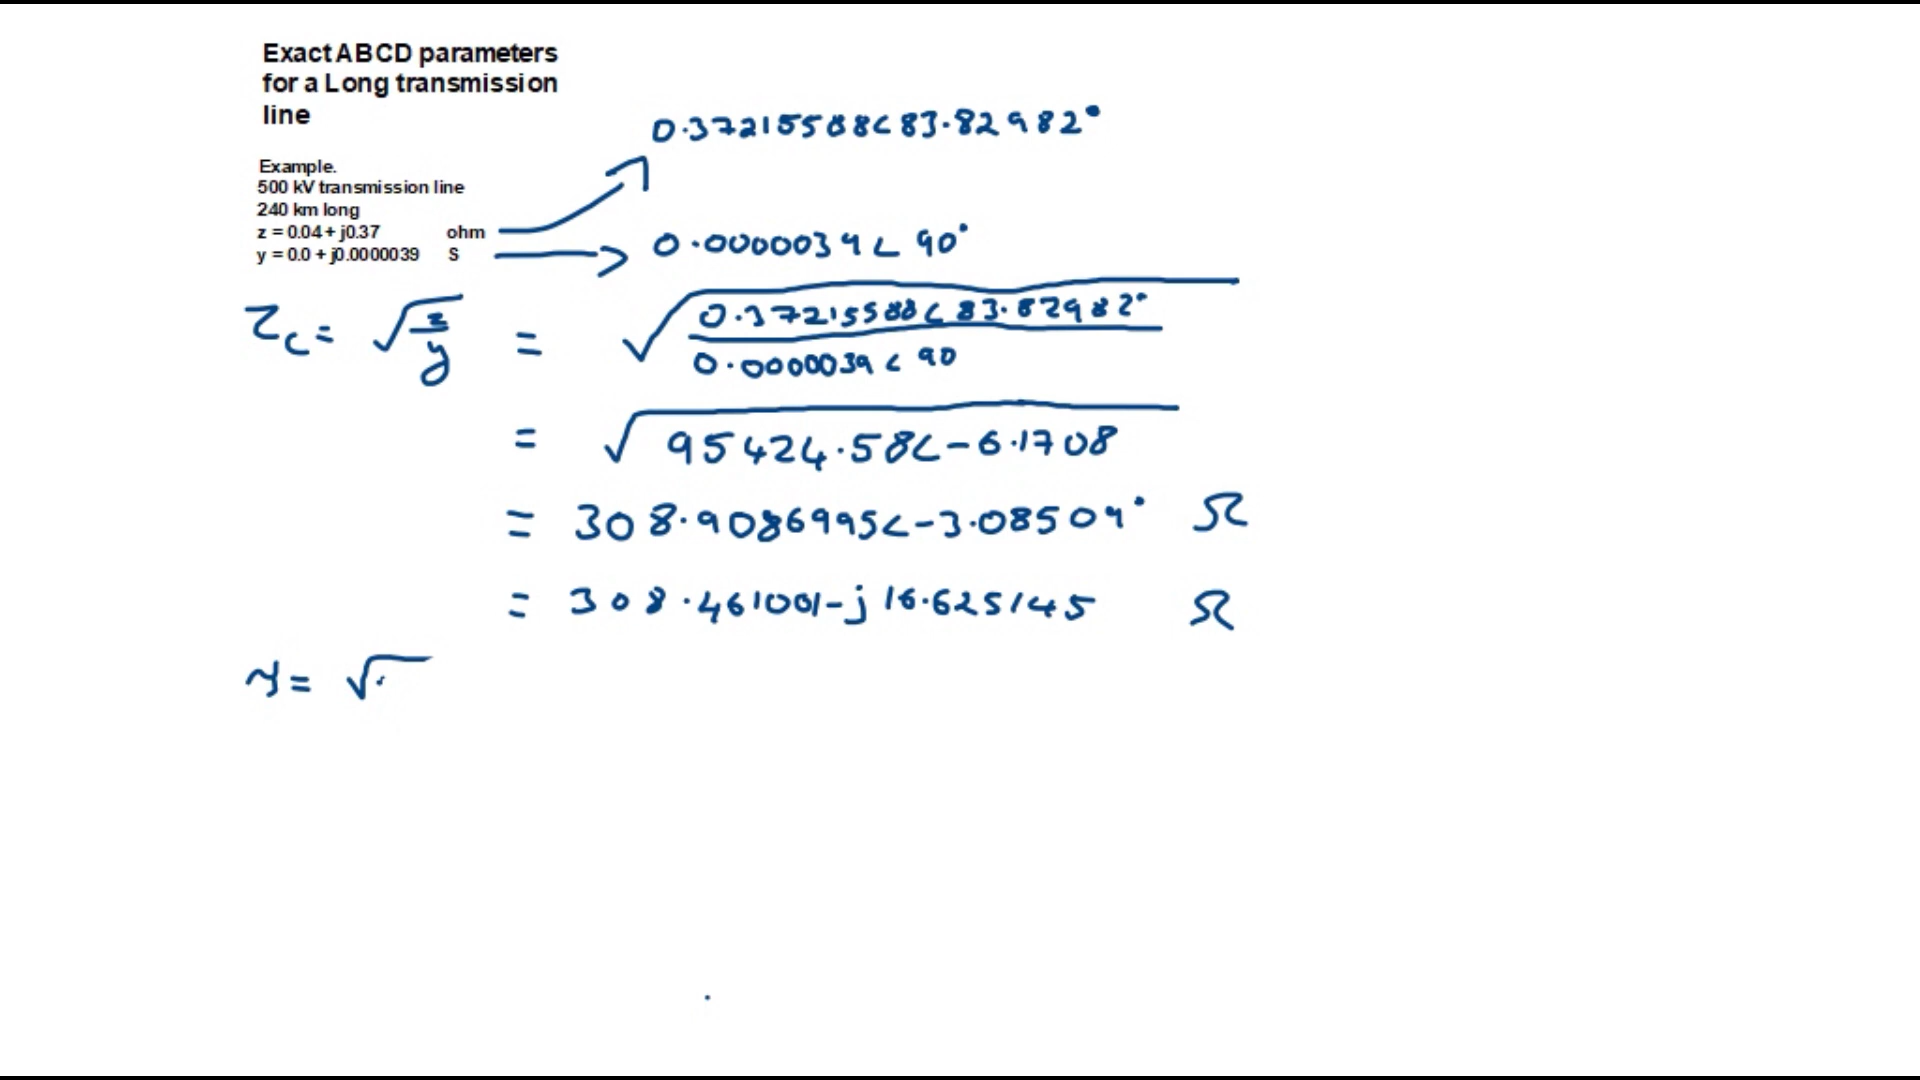 Exact ABCD parameters
for a Long transmission
line
0.37215588<83.82982°
Example.
500 kV transmission line
240 km long
z = 0.04 + j0.37 ohm
y = 0.0 + j0.0000039 S
0.0000039∠90°
Zc = √(z/y) = √(0.37215588<83.82982° / 0.0000039<90)
= √95424.58<-6.1708
= 308.9086995<-3.08509° Ω
= 308.461001-j16.625145 Ω
γ = √